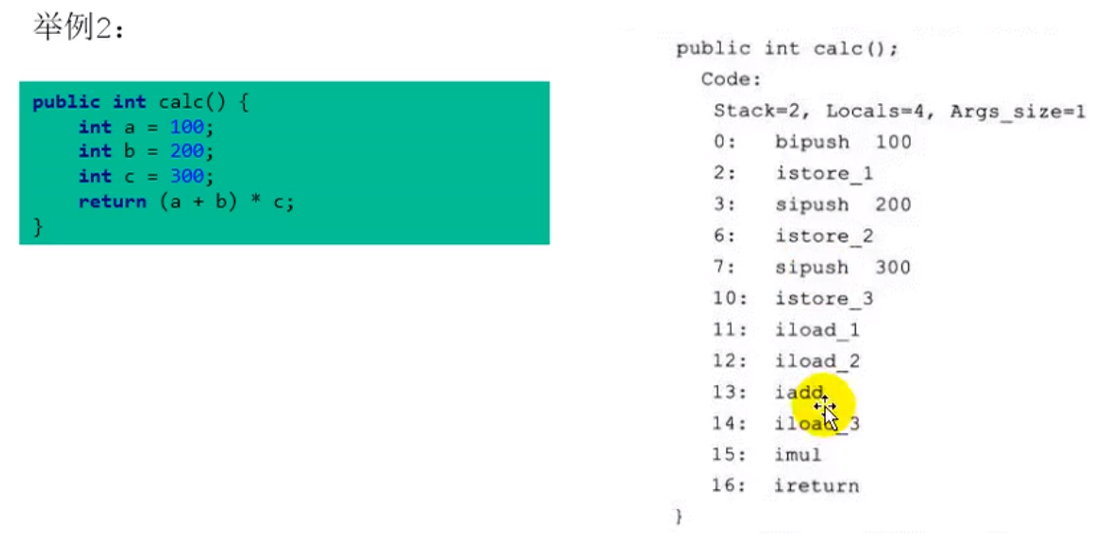 举例2：
public int calc() {
    int a = 100;
    int b = 200;
    int c = 300;
    return (a + b) * c;
}
public int calc();
Code:
Stack=2, Locals=4, Args_size=1
0: bipush 100
2: istore_1
3: sipush 200
6: istore_2
7: sipush 300
10: istore_3
11: iload_1
12: iload_2
13: iadd
14: iload_3
15: imul
16: ireturn
}